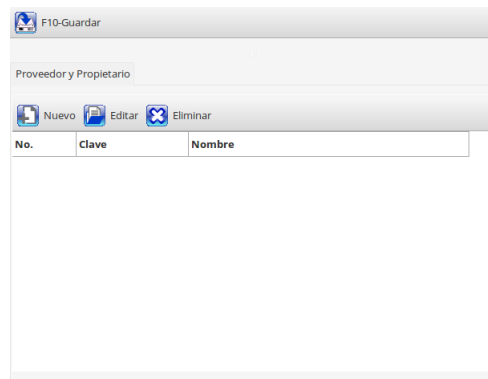 F10-Guardar
Proveedor y Propietario
Nuevo Editar Eliminar
No. Clave Nombre